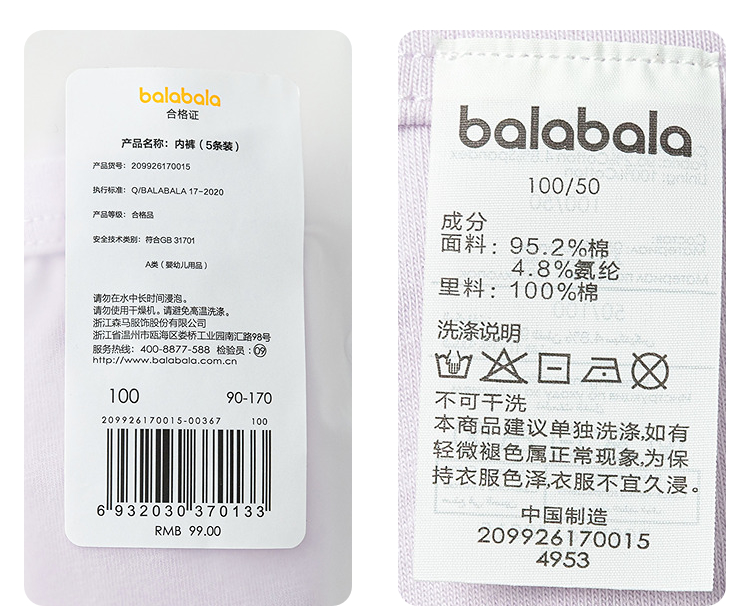 balabala
合格证
产品名称：内裤（5条装）
产品货号：209926170015
执行标准：Q/BALABALA 17-2020
产品等级：合格品
安全技术类别：符合GB 31701
A类（婴幼儿用品）
请勿在水中长时间浸泡。
请勿使用干燥机。请避免高温洗涤。
浙江森马服饰股份有限公司
浙江省温州市瓯海区娄桥工业园南汇路98号
服务热线：400-8877-588 检验员：09
http://www.balabala.com.cn
100 90-170
209926170015-00367 100
6 932030 370133
RMB 99.00
balabala
100/50
成分
面料：95.2%棉
4.8%氨纶
里料：100%棉
洗涤说明
不可干洗
本商品建议单独洗涤,如有
轻微褪色属正常现象,为保
持衣服色泽,衣服不宜久浸。
中国制造
209926170015
4953